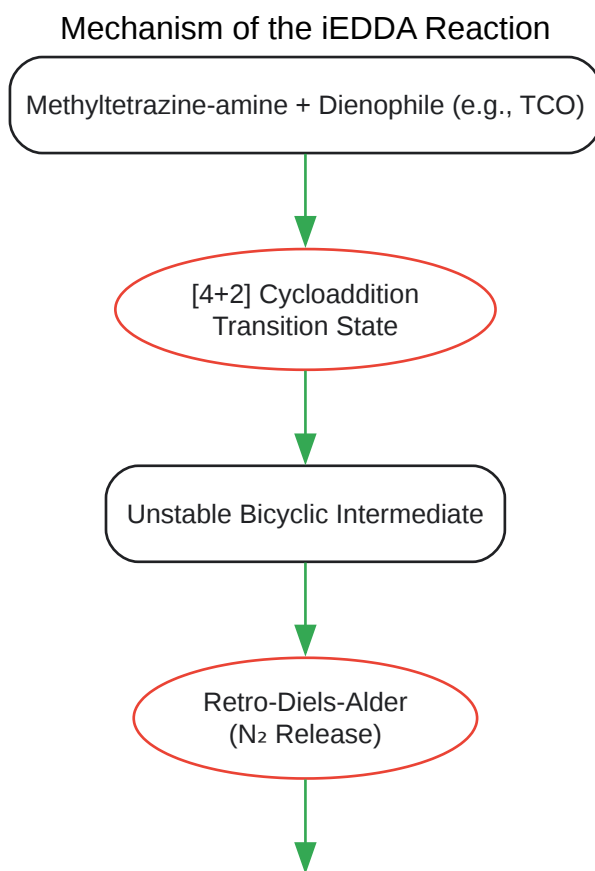 Mechanism of the iEDDA Reaction
Methyltetrazine-amine + Dienophile (e.g., TCO)
[4+2] Cycloaddition
Transition State
Unstable Bicyclic Intermediate
Retro-Diels-Alder
(N₂ Release)